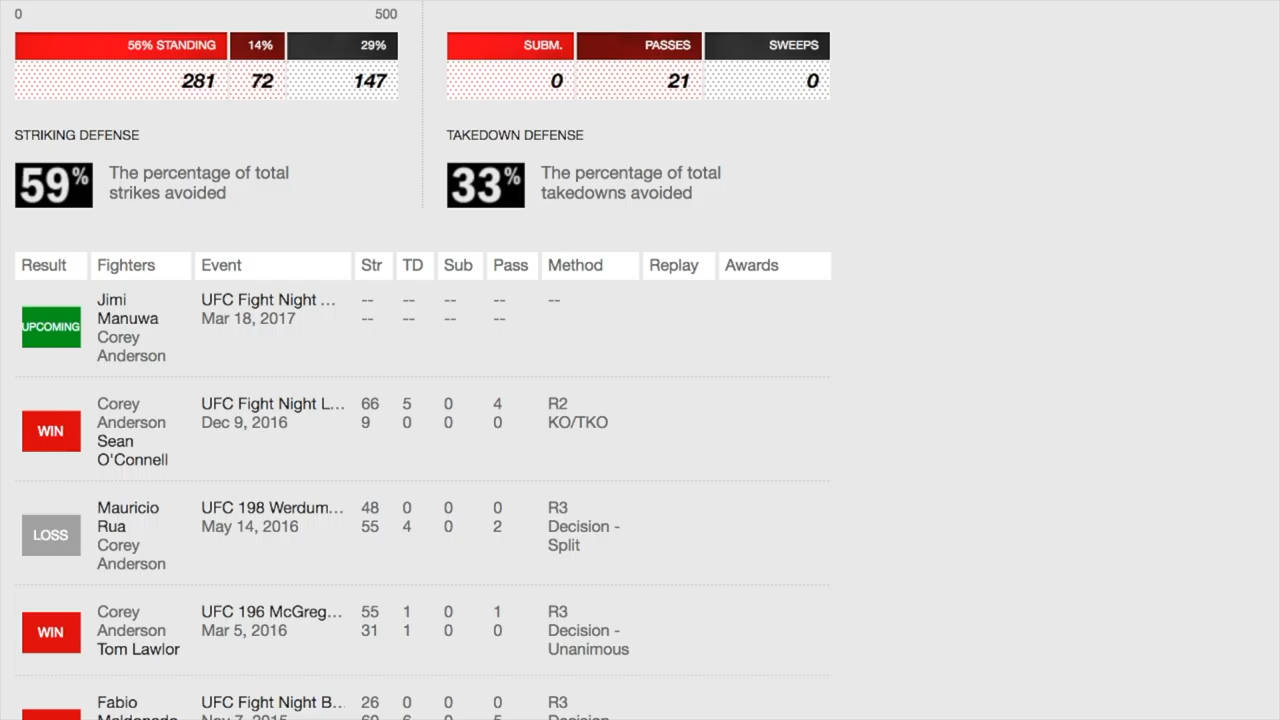 0 500
56% STANDING 14% 29% SUBM. PASSES SWEEPS
281 72 147 0 21 0
STRIKING DEFENSE TAKEDOWN DEFENSE
59% The percentage of total strikes avoided
33% The percentage of total takedowns avoided
Result Fighters Event Str TD Sub Pass Method Replay Awards
UPCOMING
Jimi
Manuwa
Corey
Anderson
UFC Fight Night ...
Mar 18, 2017
-- -- -- -- --
-- -- -- --
WIN
Corey
Anderson
Sean
O'Connell
UFC Fight Night L...
Dec 9, 2016
66 5 0 4 R2
9 0 0 0 KO/TKO
LOSS
Mauricio
Rua
Corey
Anderson
UFC 198 Werdum...
May 14, 2016
48 0 0 0 R3
55 4 0 2 Decision -
Split
WIN
Corey
Anderson
Tom Lawlor
UFC 196 McGreg...
Mar 5, 2016
55 1 0 1 R3
31 1 0 0 Decision -
Unanimous
Fabio
UFC Fight Night B...
26 0 0 0 R3